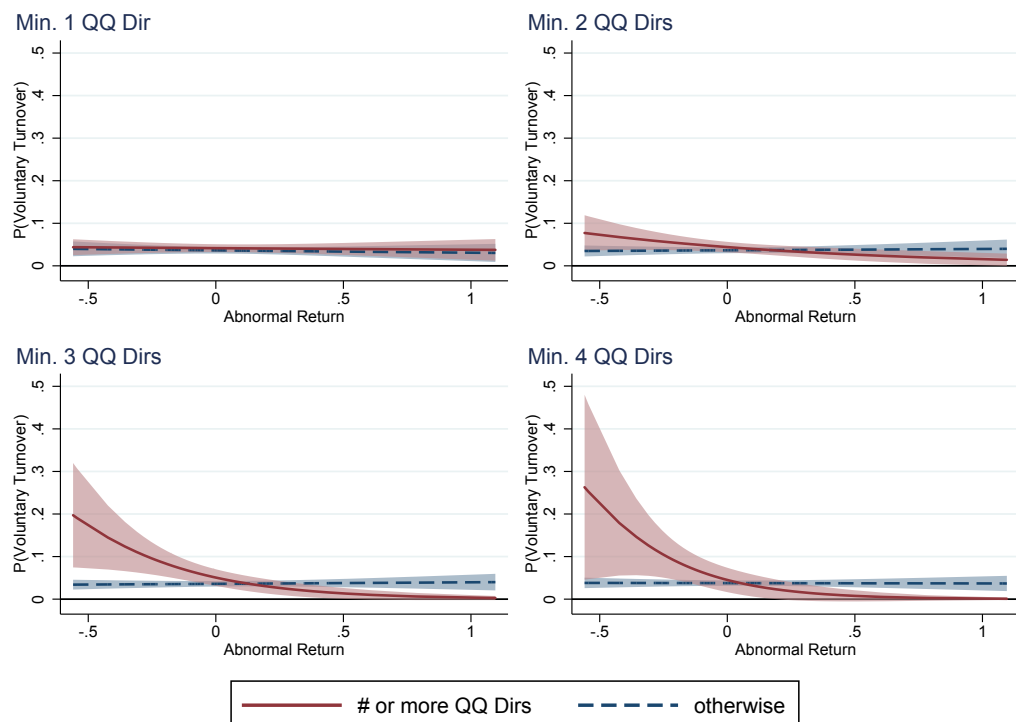 Min. 1 QQ Dir
P(Voluntary Turnover)
.5
.4
.3
.2
.1
0
-.5 0 .5 1
Abnormal Return
Min. 2 QQ Dirs
P(Voluntary Turnover)
.5
.4
.3
.2
.1
0
-.5 0 .5 1
Abnormal Return
Min. 3 QQ Dirs
P(Voluntary Turnover)
.5
.4
.3
.2
.1
0
-.5 0 .5 1
Abnormal Return
Min. 4 QQ Dirs
P(Voluntary Turnover)
.5
.4
.3
.2
.1
0
-.5 0 .5 1
Abnormal Return
# or more QQ Dirs otherwise